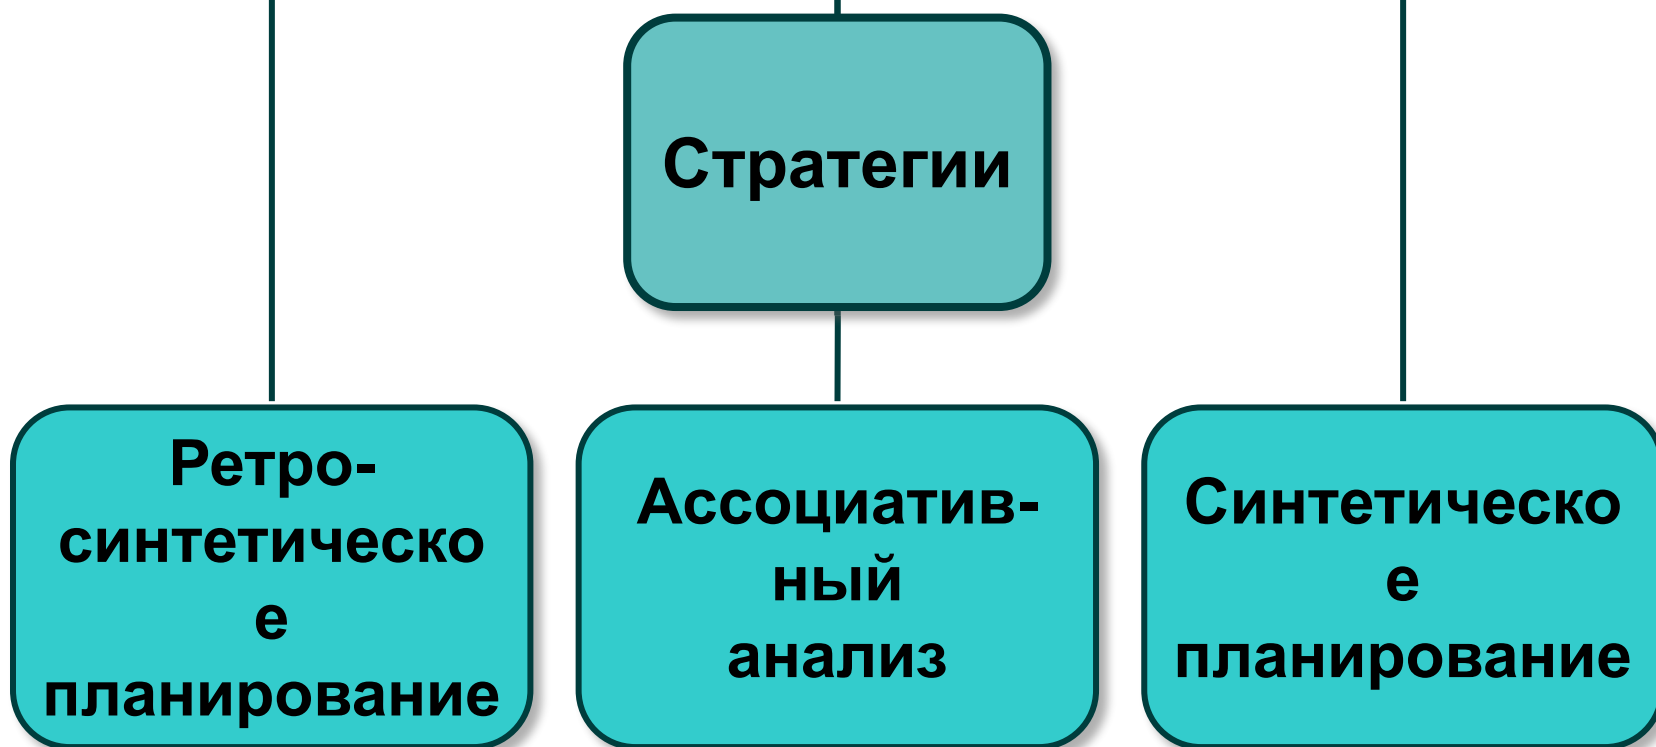 Стратегии
Ретро-
синтетическо
е
планирование
Ассоциатив-
ный
анализ
Синтетическо
е
планирование